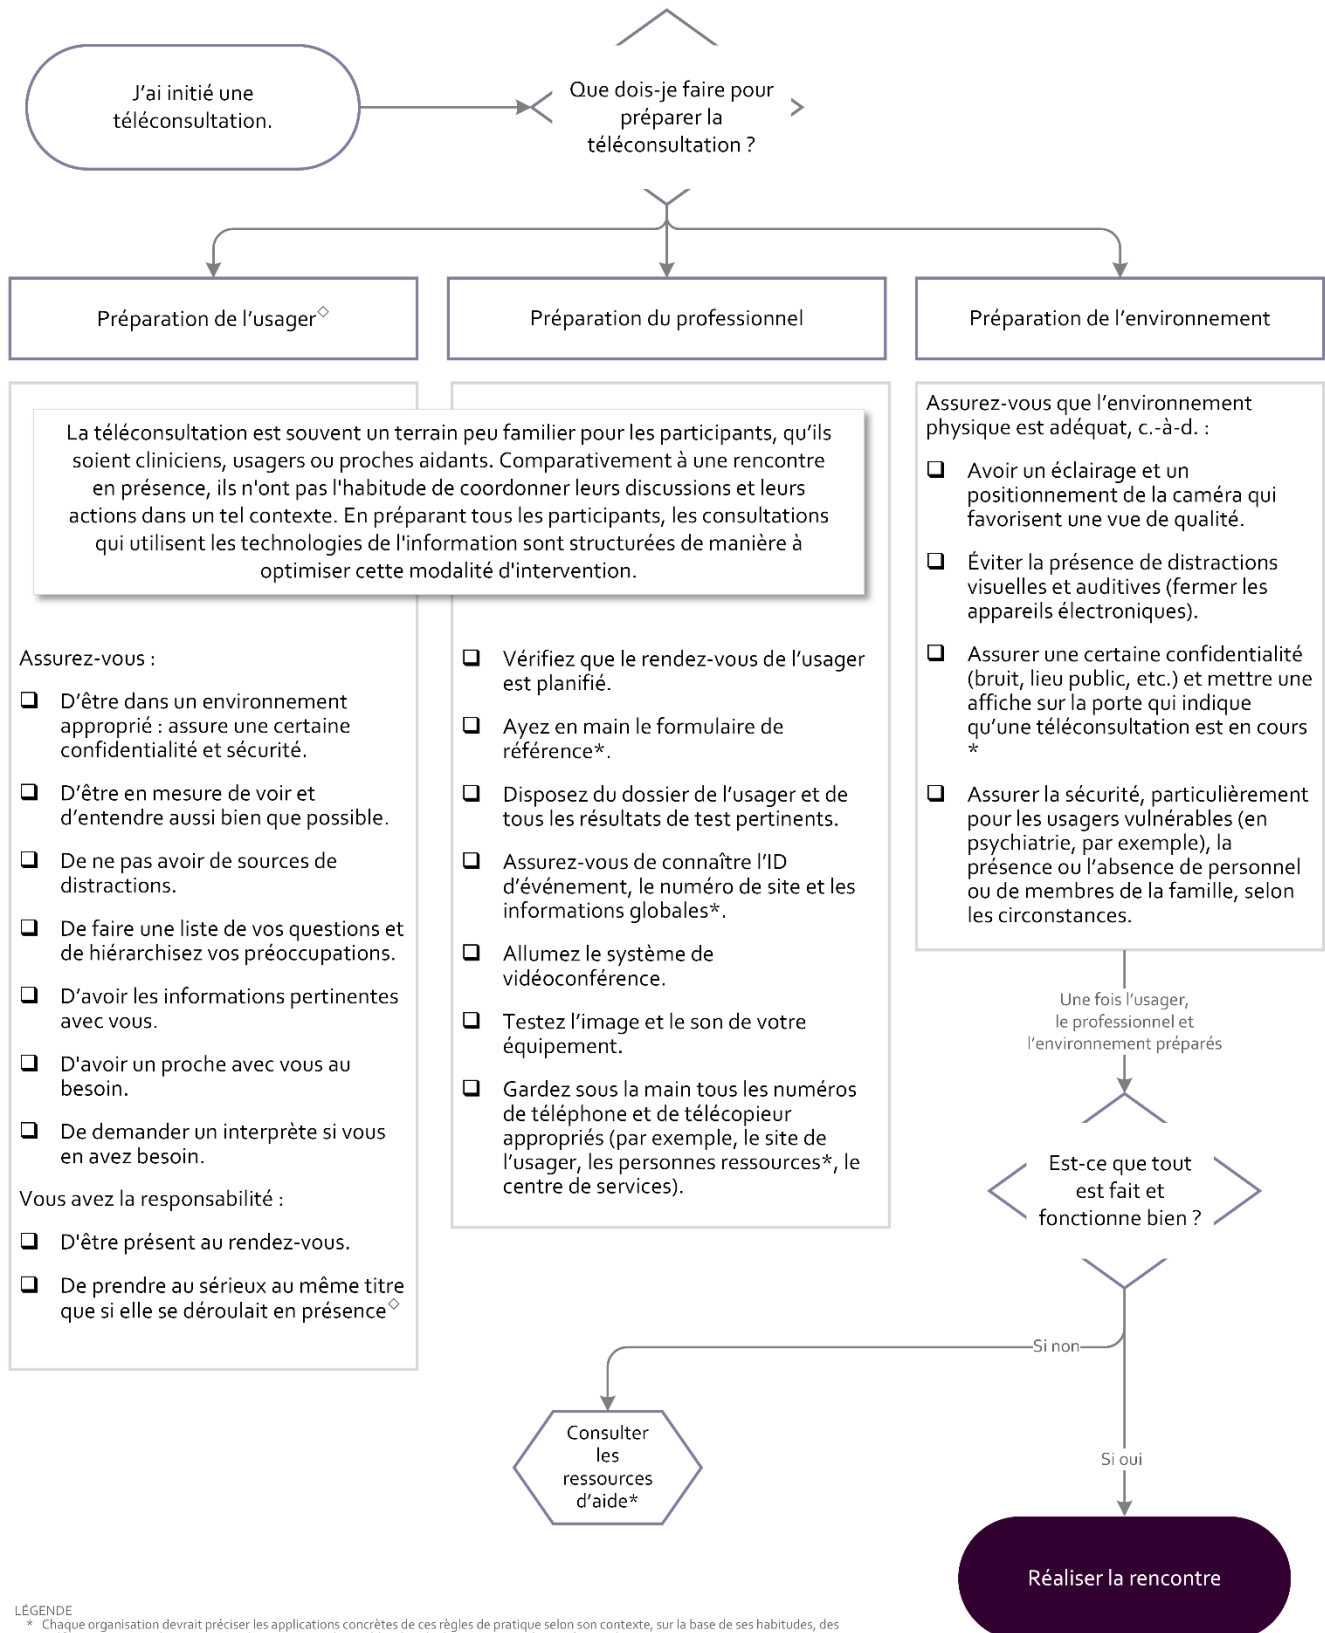 J'ai initié une
téléconsultation.
Que dois-je faire pour
préparer la
téléconsultation ?
Préparation de l'usager◇
Préparation du professionnel
Préparation de l'environnement
La téléconsultation est souvent un terrain peu familier pour les participants, qu'ils
soient cliniciens, usagers ou proches aidants. Comparativement à une rencontre
en présence, ils n'ont pas l'habitude de coordonner leurs discussions et leurs
actions dans un tel contexte. En préparant tous les participants, les consultations
qui utilisent les technologies de l'information sont structurées de manière à
optimiser cette modalité d'intervention.
Assurez-vous :
❑ D'être dans un environnement
approprié : assure une certaine
confidentialité et sécurité.
❑ D'être en mesure de voir et
d'entendre aussi bien que possible.
❑ De ne pas avoir de sources de
distractions.
❑ De faire une liste de vos questions et
de hiérarchisez vos préoccupations.
❑ D'avoir les informations pertinentes
avec vous.
❑ D'avoir un proche avec vous au
besoin.
❑ De demander un interprète si vous
en avez besoin.
Vous avez la responsabilité :
❑ D'être présent au rendez-vous.
❑ De prendre au sérieux au même titre
que si elle se déroulait en présence◇
❑ Vérifiez que le rendez-vous de l'usager
est planifié.
❑ Ayez en main le formulaire de
référence*.
❑ Disposez du dossier de l'usager et de
tous les résultats de test pertinents.
❑ Assurez-vous de connaître l'ID
d'événement, le numéro de site et les
informations globales*.
❑ Allumez le système de
vidéoconférence.
❑ Testez l'image et le son de votre
équipement.
❑ Gardez sous la main tous les numéros
de téléphone et de télécopieur
appropriés (par exemple, le site de
l'usager, les personnes ressources*, le
centre de services).
Assurez-vous que l'environnement
physique est adéquat, c.-à-d. :
❑ Avoir un éclairage et un
positionnement de la caméra qui
favorisent une vue de qualité.
❑ Éviter la présence de distractions
visuelles et auditives (fermer les
appareils électroniques).
❑ Assurer une certaine confidentialité
(bruit, lieu public, etc.) et mettre une
affiche sur la porte qui indique
qu'une téléconsultation est en cours
*
❑ Assurer la sécurité, particulièrement
pour les usagers vulnérables (en
psychiatrie, par exemple), la
présence ou l'absence de personnel
ou de membres de la famille, selon
les circonstances.
Une fois l'usager,
le professionnel et
l'environnement préparés
Est-ce que tout
est fait et
fonctionne bien ?
Si non
Si oui
Consulter
les
ressources
d'aide*
Réaliser la rencontre
LÉGENDE
* Chaque organisation devrait préciser les applications concrètes de ces règles de pratique selon son contexte, sur la base de ses habitudes, des